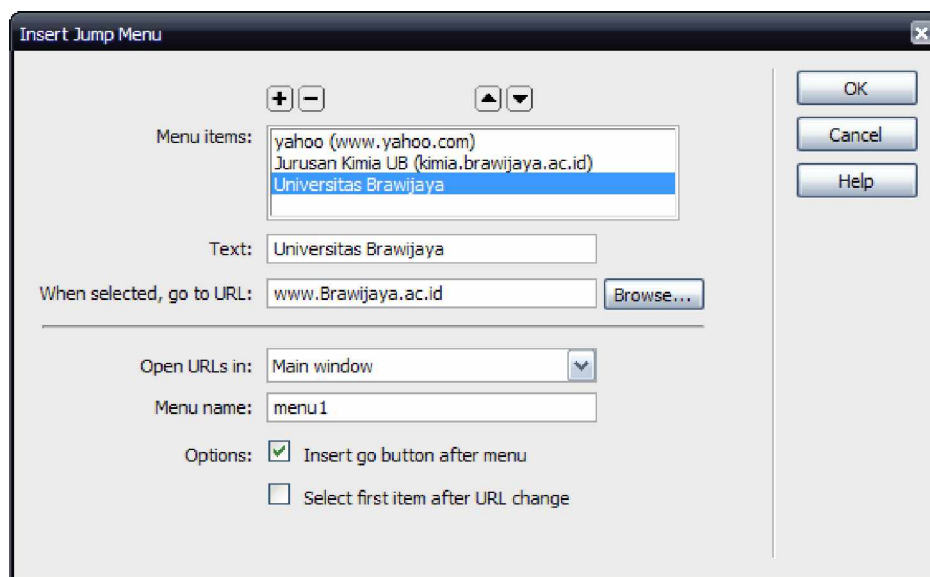 Insert Jump Menu
OK
Menu items:
yahoo (www.yahoo.com)
Jurusan Kimia UB (kimia.brawijaya.ac.id)
Universitas Brawijaya
Cancel
Help
Text: Universitas Brawijaya
When selected, go to URL: www.Brawijaya.ac.id Browse...
Open URLs in: Main window
Menu name: menu1
Options: Insert go button after menu
Select first item after URL change